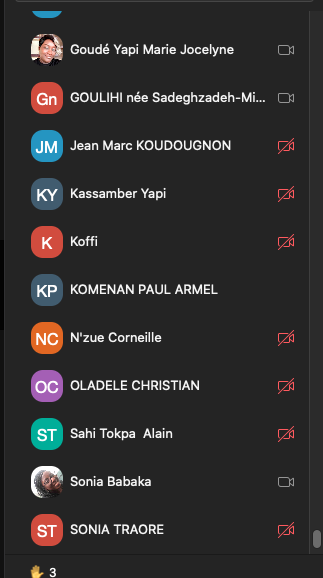 Goudé Yapi Marie Jocelyne
Gn GOULIHI née Sadeghzadeh-Mi...
JM Jean Marc KOUDOUGNON
KY Kassamber Yapi
K Koffi
KP KOMENAN PAUL ARMEL
NC N'zue Corneille
OC OLADELE CHRISTIAN
ST Sahi Tokpa Alain
Sonia Babaka
ST SONIA TRAORE
3